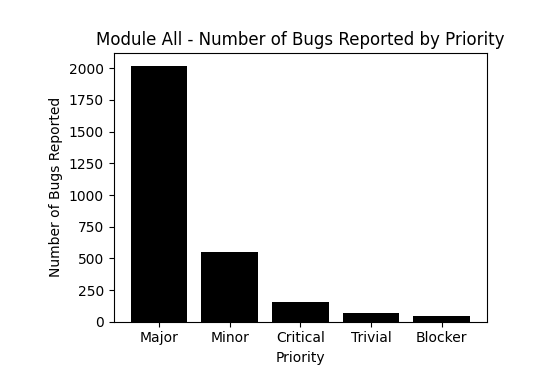 Module All - Number of Bugs Reported by Priority
Number of Bugs Reported
2000
1750
1500
1250
1000
750
500
250
0
Major Minor Critical Trivial Blocker
Priority